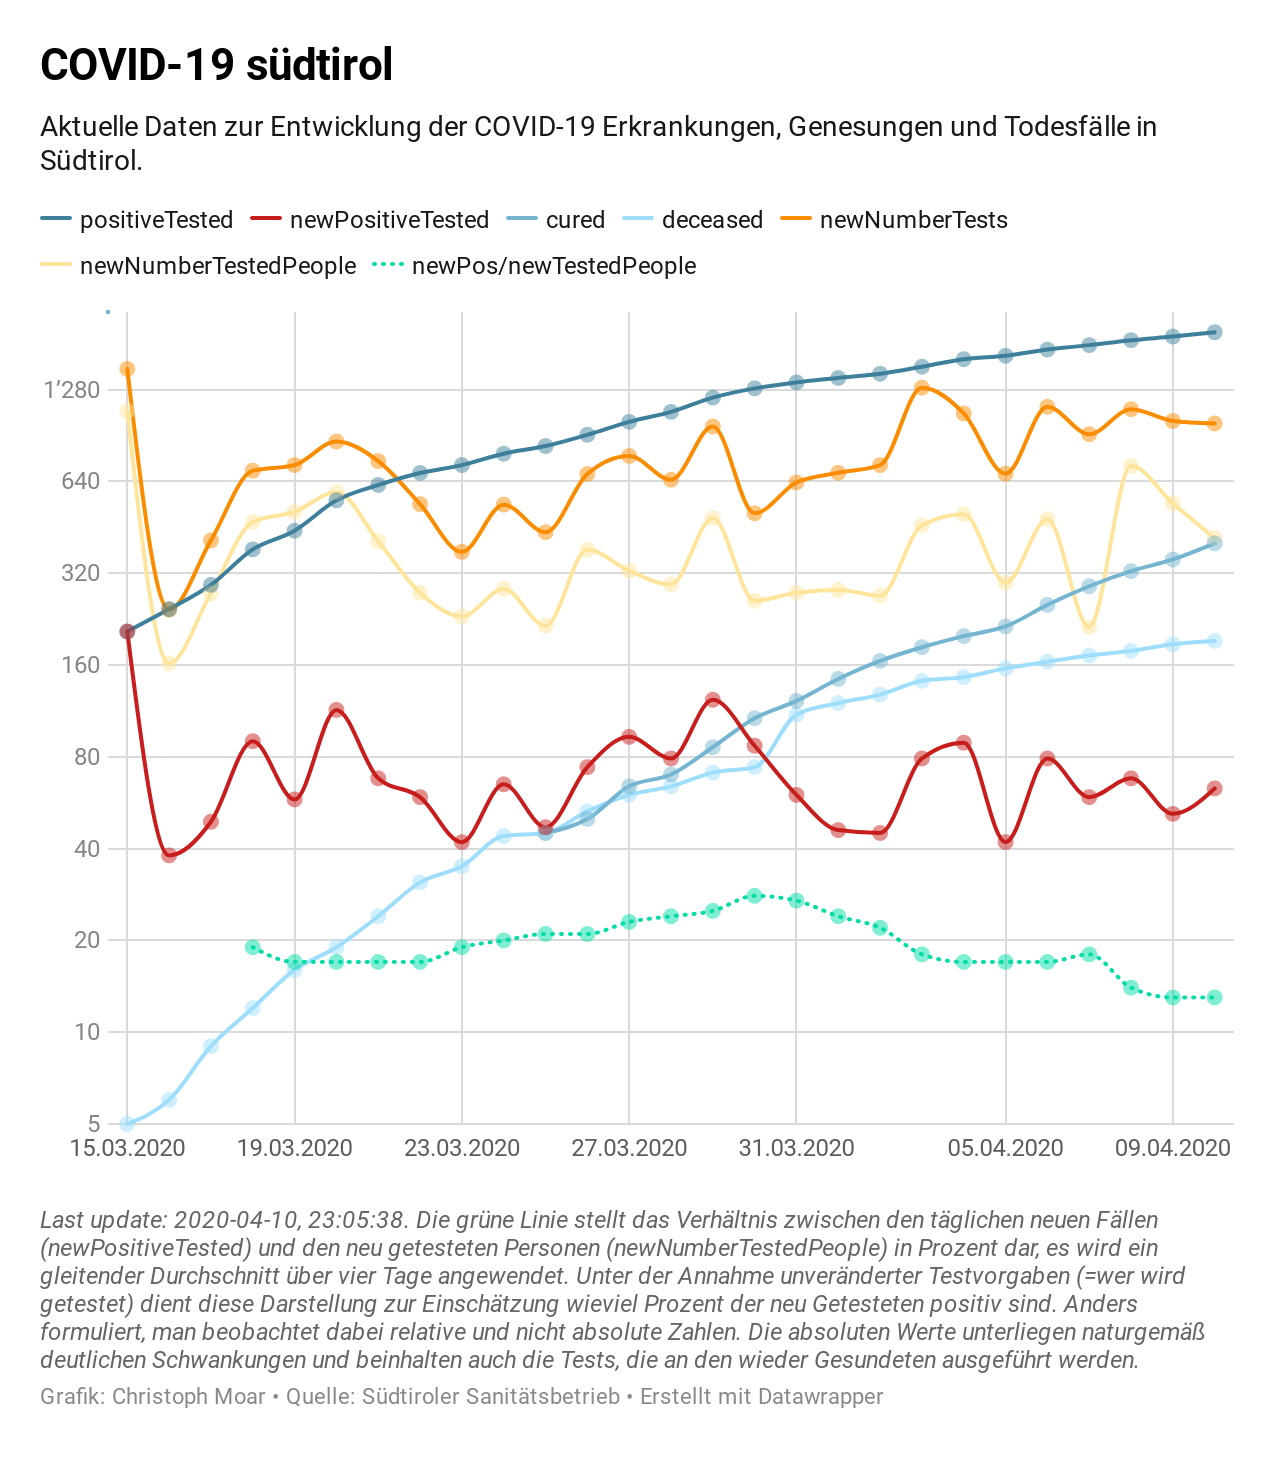 COVID-19 südtirol
Aktuelle Daten zur Entwicklung der COVID-19 Erkrankungen, Genesungen und Todesfälle in
Südtirol.
positiveTested newPositiveTested cured deceased newNumberTests
newNumberTestedPeople newPos/newTestedPeople
1’280
640
320
160
80
40
20
10
5
15.03.2020 19.03.2020 23.03.2020 27.03.2020 31.03.2020 05.04.2020 09.04.2020
Last update: 2020-04-10, 23:05:38. Die grüne Linie stellt das Verhältnis zwischen den täglichen neuen Fällen
(newPositiveTested) und den neu getesteten Personen (newNumberTestedPeople) in Prozent dar, es wird ein
gleitender Durchschnitt über vier Tage angewendet. Unter der Annahme unveränderter Testvorgaben (=wer wird
getestet) dient diese Darstellung zur Einschätzung wieviel Prozent der neu Getesteten positiv sind. Anders
formuliert, man beobachtet dabei relative und nicht absolute Zahlen. Die absoluten Werte unterliegen naturgemäß
deutlichen Schwankungen und beinhalten auch die Tests, die an den wieder Gesundeten ausgeführt werden.
Grafik: Christoph Moar • Quelle: Südtiroler Sanitätsbetrieb • Erstellt mit Datawrapper